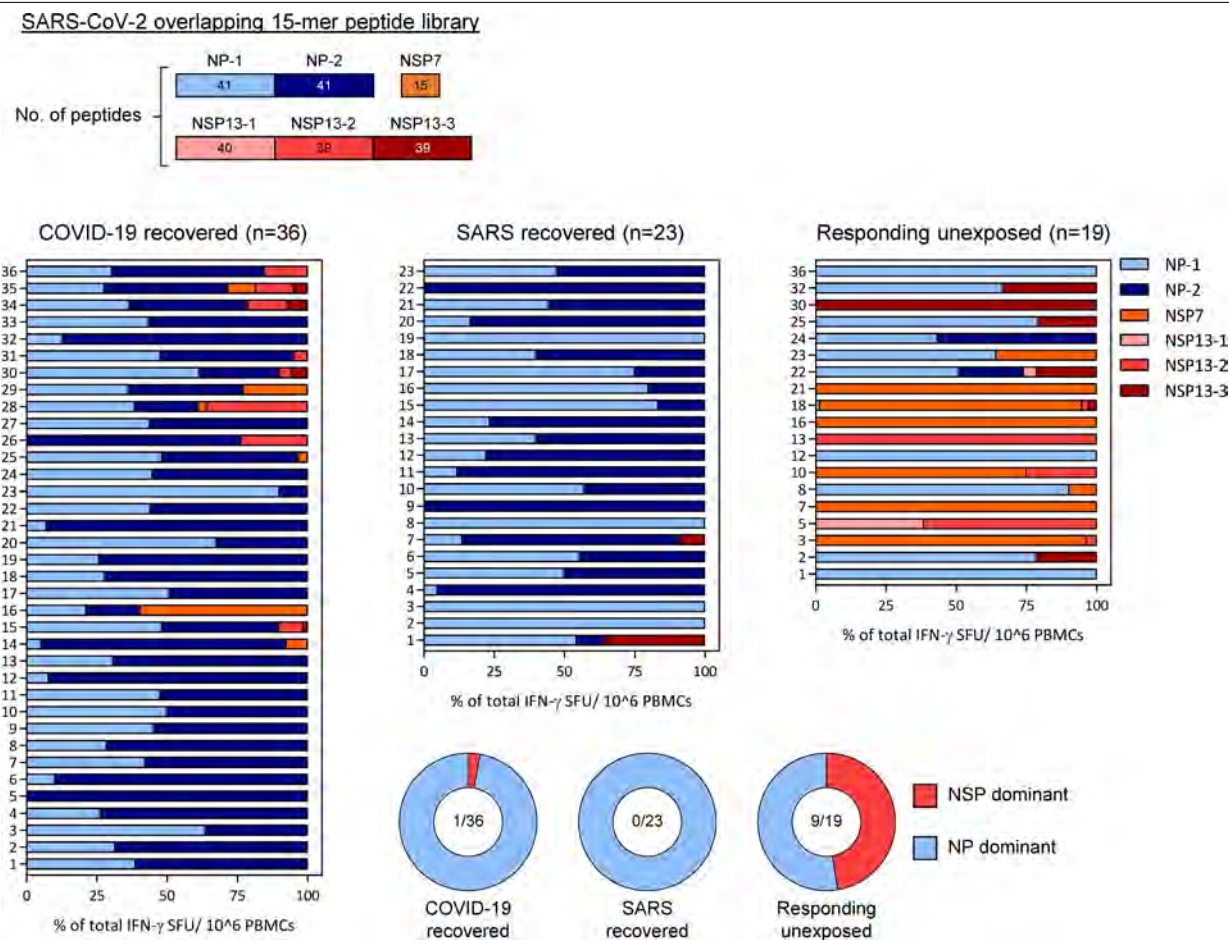 SARS-CoV-2 overlapping 15-mer peptide library
NP-1 NP-2 NSP7
No. of peptides
41 41 15
NSP13-1 NSP13-2 NSP13-3
40 39 39
COVID-19 recovered (n=36)
36
35
34
33
32
31
30
29
28
27
26
25
24
23
22
21
20
19
18
17
16
15
14
13
12
11
10
9
8
7
6
5
4
3
2
1
0 25 50 75 100
% of total IFN-γ SFU/ 10^6 PBMCs
SARS recovered (n=23)
23
22
21
20
19
18
17
16
15
14
13
12
11
10
9
8
7
6
5
4
3
2
1
0 25 50 75 100
% of total IFN-γ SFU/ 10^6 PBMCs
Responding unexposed (n=19)
36
32
30
25
24
23
22
21
18
16
13
12
10
8
7
5
3
2
1
0 50 75 100
% of total IFN-γ SFU/ 10^6 PBMCs
NP-1
NP-2
NSP7
NSP13-1
NSP13-2
NSP13-3
1/36
COVID-19
recovered
0/23
SARS
recovered
9/19
Responding
unexposed
NSP dominant
NP dominant